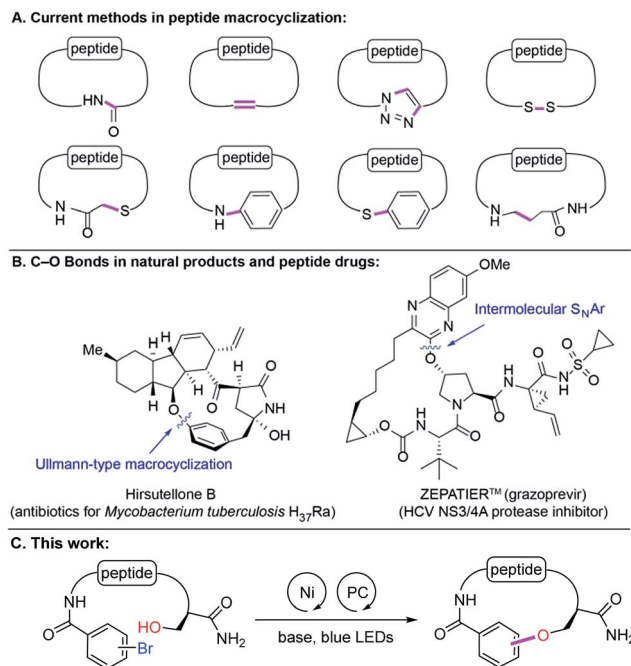 A. Current methods in peptide macrocyclization:
peptide peptide peptide peptide
HN O N N N S S
peptide peptide peptide peptide
N H O S N H S N H O NH
B. C–O Bonds in natural products and peptide drugs:
OMe
N N
Intermolecular SNAr
Me H H H H H O O NH OH O
O O N H N O O N H O O N H S O O
Ullmann-type macrocyclization
Hirsutellone B
(antibiotics for Mycobacterium tuberculosis H37Ra)
ZEPATIER™ (grazoprevir)
(HCV NS3/4A protease inhibitor)
C. This work:
peptide peptide
NH O HO Br O NH2
Ni PC
base, blue LEDs
NH O O O NH2